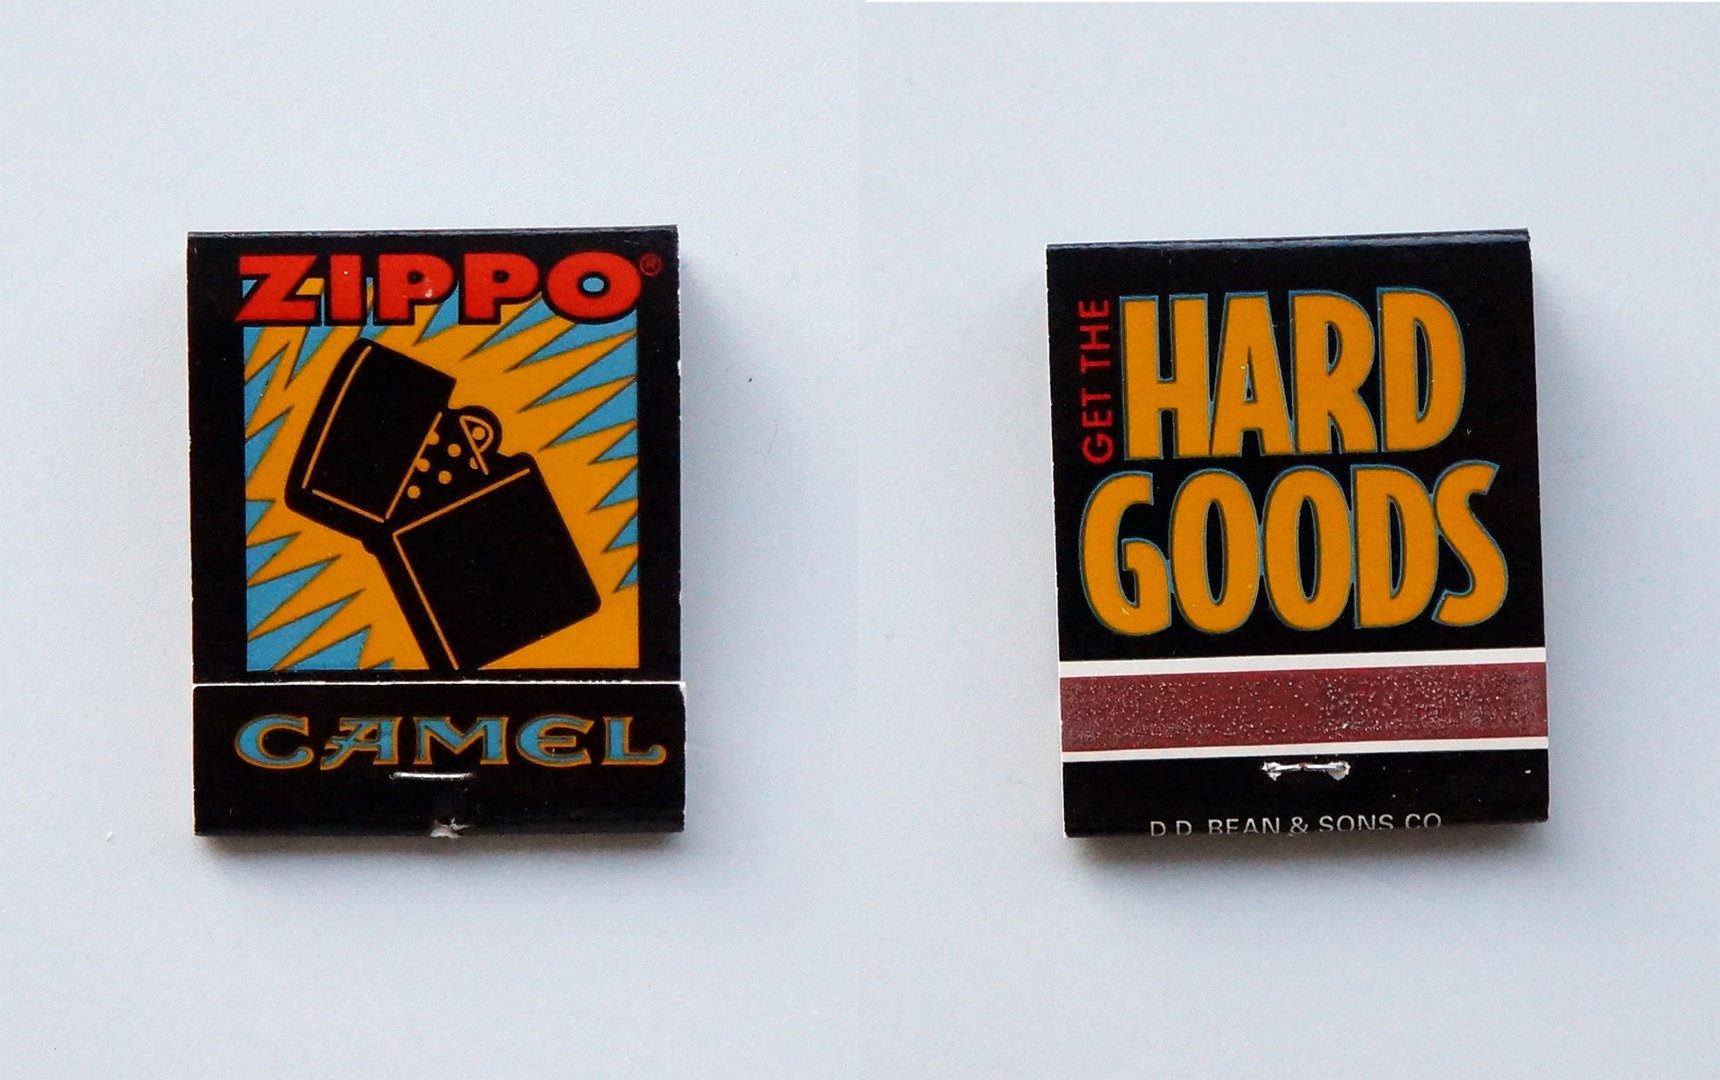 ZIPPO®
CAMEL
GET THE
HARD
GOODS
D.D. BEAN & SONS CO